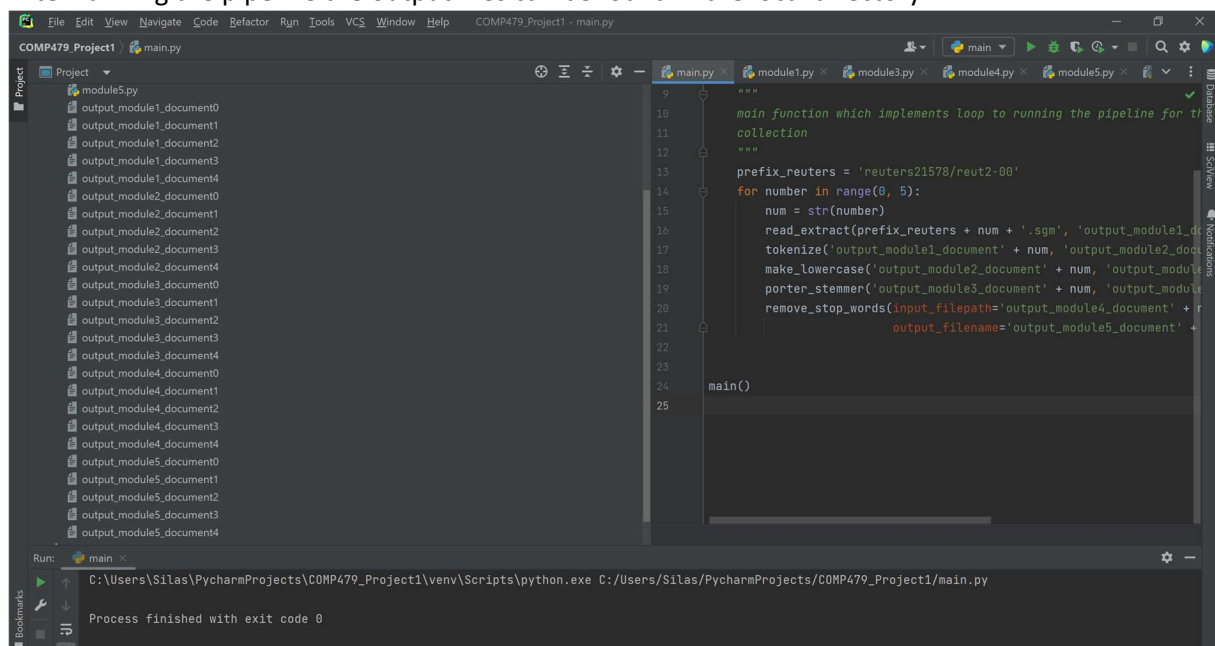 File Edit View Navigate Code Refactor Run Tools VCS Window Help COMP479_Project1 - main.py
COMP479_Project1 main.py
main
Project
Project
module5.py
output_module1_document0
output_module1_document1
output_module1_document2
output_module1_document3
output_module1_document4
output_module2_document0
output_module2_document1
output_module2_document2
output_module2_document3
output_module2_document4
output_module3_document0
output_module3_document1
output_module3_document2
output_module3_document3
output_module3_document4
output_module4_document0
output_module4_document1
output_module4_document2
output_module4_document3
output_module4_document4
output_module5_document0
output_module5_document1
output_module5_document2
output_module5_document3
output_module5_document4
main.py module1.py module3.py module4.py module5.py
9 """
10 main function which implements loop to running the pipeline for th
11 collection
12 """
13 prefix_reuters = 'reuters21578/reut2-00'
14 for number in range(0, 5):
15 num = str(number)
16 read_extract(prefix_reuters + num + '.sgm', 'output_module1_do
17 tokenize('output_module1_document' + num, 'output_module2_docu
18 make_lowercase('output_module2_document' + num, 'output_module
19 porter_stemmer('output_module3_document' + num, 'output_module
20 remove_stop_words(input_filepath='output_module4_document' + n
21 output_filename='output_module5_document' +
22
23
24 main()
25
Database
SciView
Notifications
Run: main
C:\Users\Silas\PycharmProjects\COMP479_Project1\venv\Scripts\python.exe C:/Users/Silas/PycharmProjects/COMP479_Project1/main.py
Process finished with exit code 0
Bookmarks